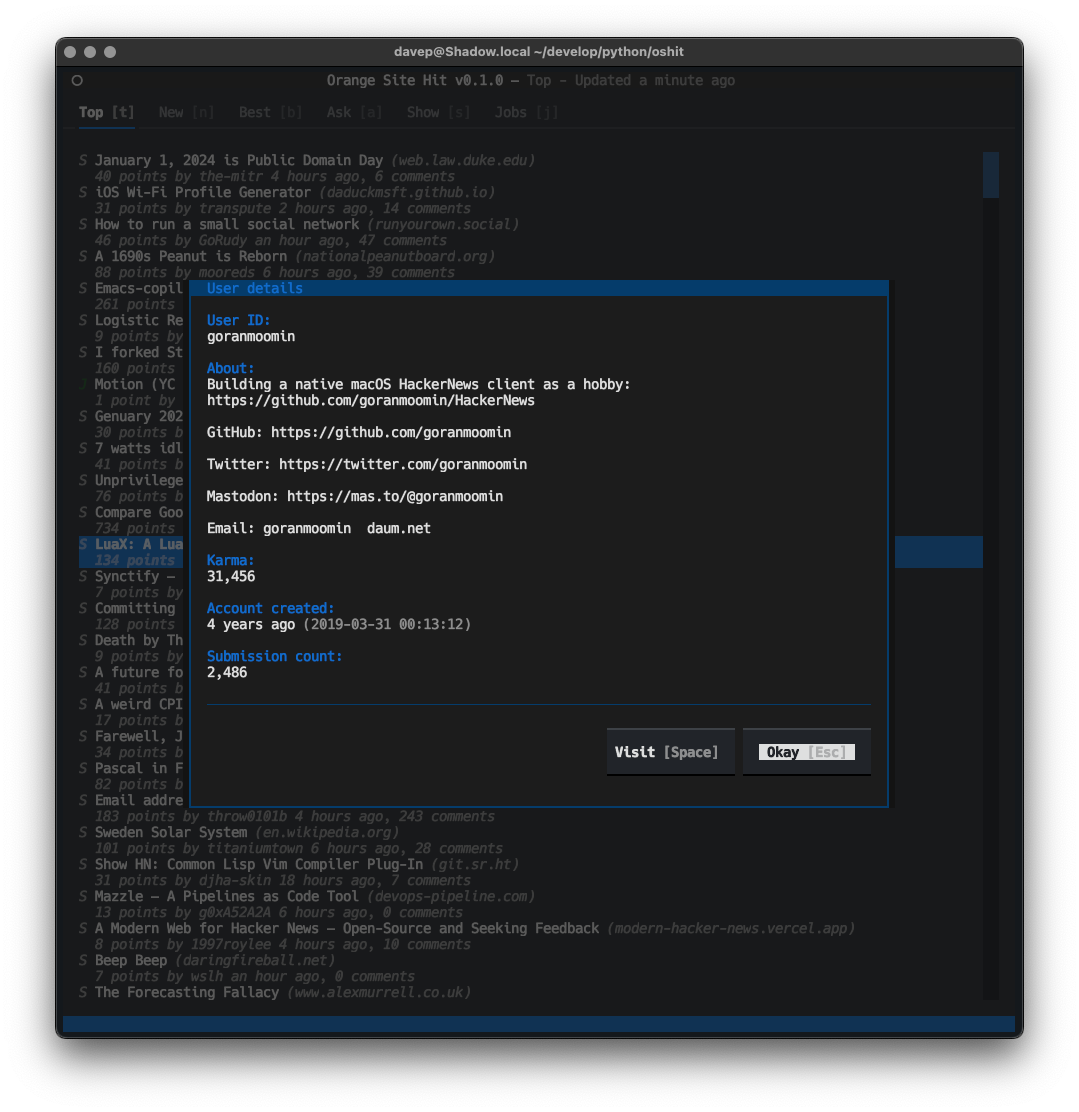 davep@Shadow.local ~/develop/python/oshit
Orange Site Hit v0.1.0 — Top - Updated a minute ago
Top [t] New [n] Best [b] Ask [a] Show [s] Jobs [j]
S January 1, 2024 is Public Domain Day (web.law.duke.edu)
40 points by the-mitr 4 hours ago, 6 comments
S iOS Wi-Fi Profile Generator (daduckmsft.github.io)
31 points by transpute 2 hours ago, 14 comments
S How to run a small social network (runyourown.social)
46 points by GoRudy an hour ago, 47 comments
S A 1690s Peanut is Reborn (nationalpeanutboard.org)
88 points by mooreds 6 hours ago, 39 comments
S Emacs-copil
261 points
S Logistic Re
9 points by
S I forked St
160 points
J Motion (YC
1 point by
S Genuary 202
30 points b
S 7 watts idl
41 points b
S Unprivilege
76 points b
S Compare Goo
734 points
S LuaX: A Lua
134 points
S Synctify —
7 points by
S Committing
128 points
S Death by Th
9 points by
S A future fo
41 points b
S A weird CPI
17 points b
S Farewell, J
34 points b
S Pascal in F
82 points b
S Email addre
User details
User ID:
goranmoomin
About:
Building a native macOS HackerNews client as a hobby:
https://github.com/goranmoomin/HackerNews
GitHub: https://github.com/goranmoomin
Twitter: https://twitter.com/goranmoomin
Mastodon: https://mas.to/@goranmoomin
Email: goranmoomin  daum.net
Karma:
31,456
Account created:
4 years ago (2019-03-31 00:13:12)
Submission count:
2,486
Visit [Space] Okay [Esc]
183 points by throw0101b 4 hours ago, 243 comments
S Sweden Solar System (en.wikipedia.org)
101 points by titaniumtown 6 hours ago, 28 comments
S Show HN: Common Lisp Vim Compiler Plug-In (git.sr.ht)
31 points by djha-skin 18 hours ago, 7 comments
S Mazzle – A Pipelines as Code Tool (devops-pipeline.com)
13 points by g0xA52A2A 6 hours ago, 0 comments
S A Modern Web for Hacker News – Open-Source and Seeking Feedback (modern-hacker-news.vercel.app)
8 points by 1997roylee 4 hours ago, 10 comments
S Beep Beep (daringfireball.net)
7 points by wslh an hour ago, 0 comments
S The Forecasting Fallacy (www.alexmurrell.co.uk)